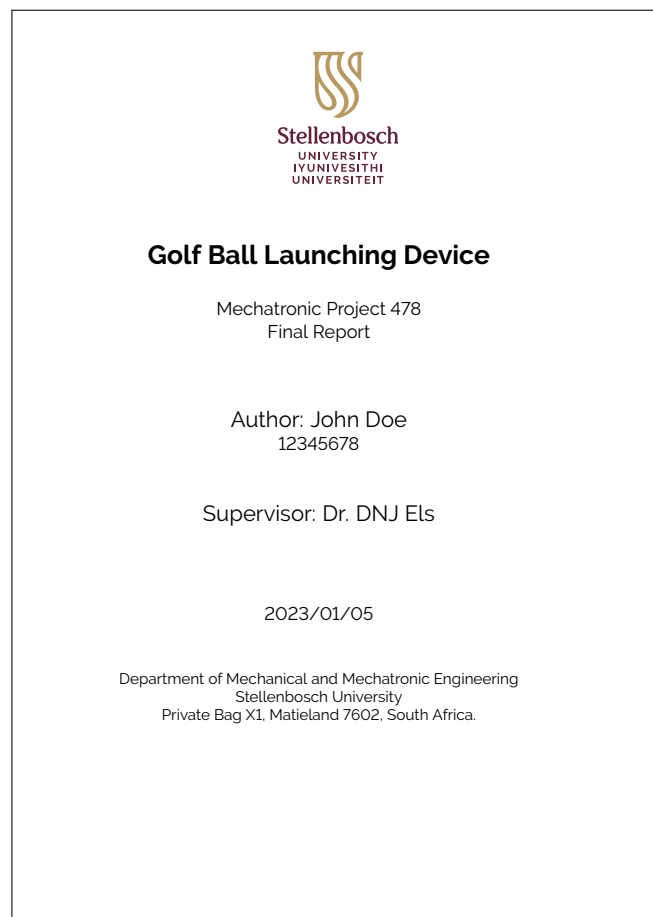 Stellenbosch
UNIVERSITY
IYUNIVESITHI
UNIVERSITEIT
Golf Ball Launching Device
Mechatronic Project 478
Final Report
Author: John Doe
12345678
Supervisor: Dr. DNJ Els
2023/01/05
Department of Mechanical and Mechatronic Engineering
Stellenbosch University
Private Bag X1, Matieland 7602, South Africa.